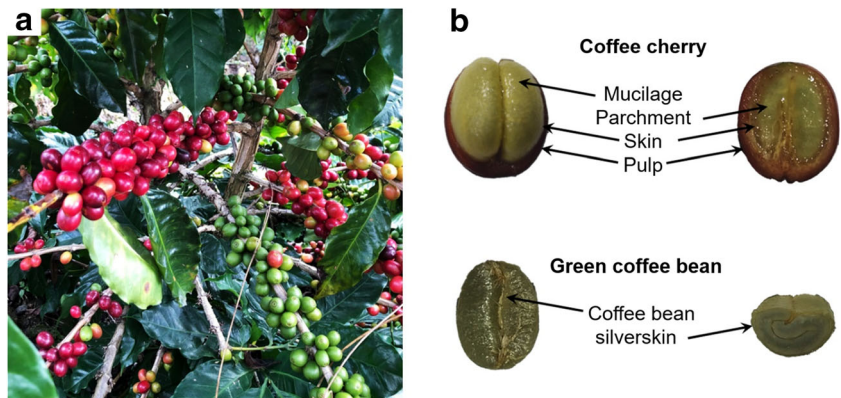 a
b
Coffee cherry
Mucilage
Parchment
Skin
Pulp
Green coffee bean
Coffee bean
silverskin